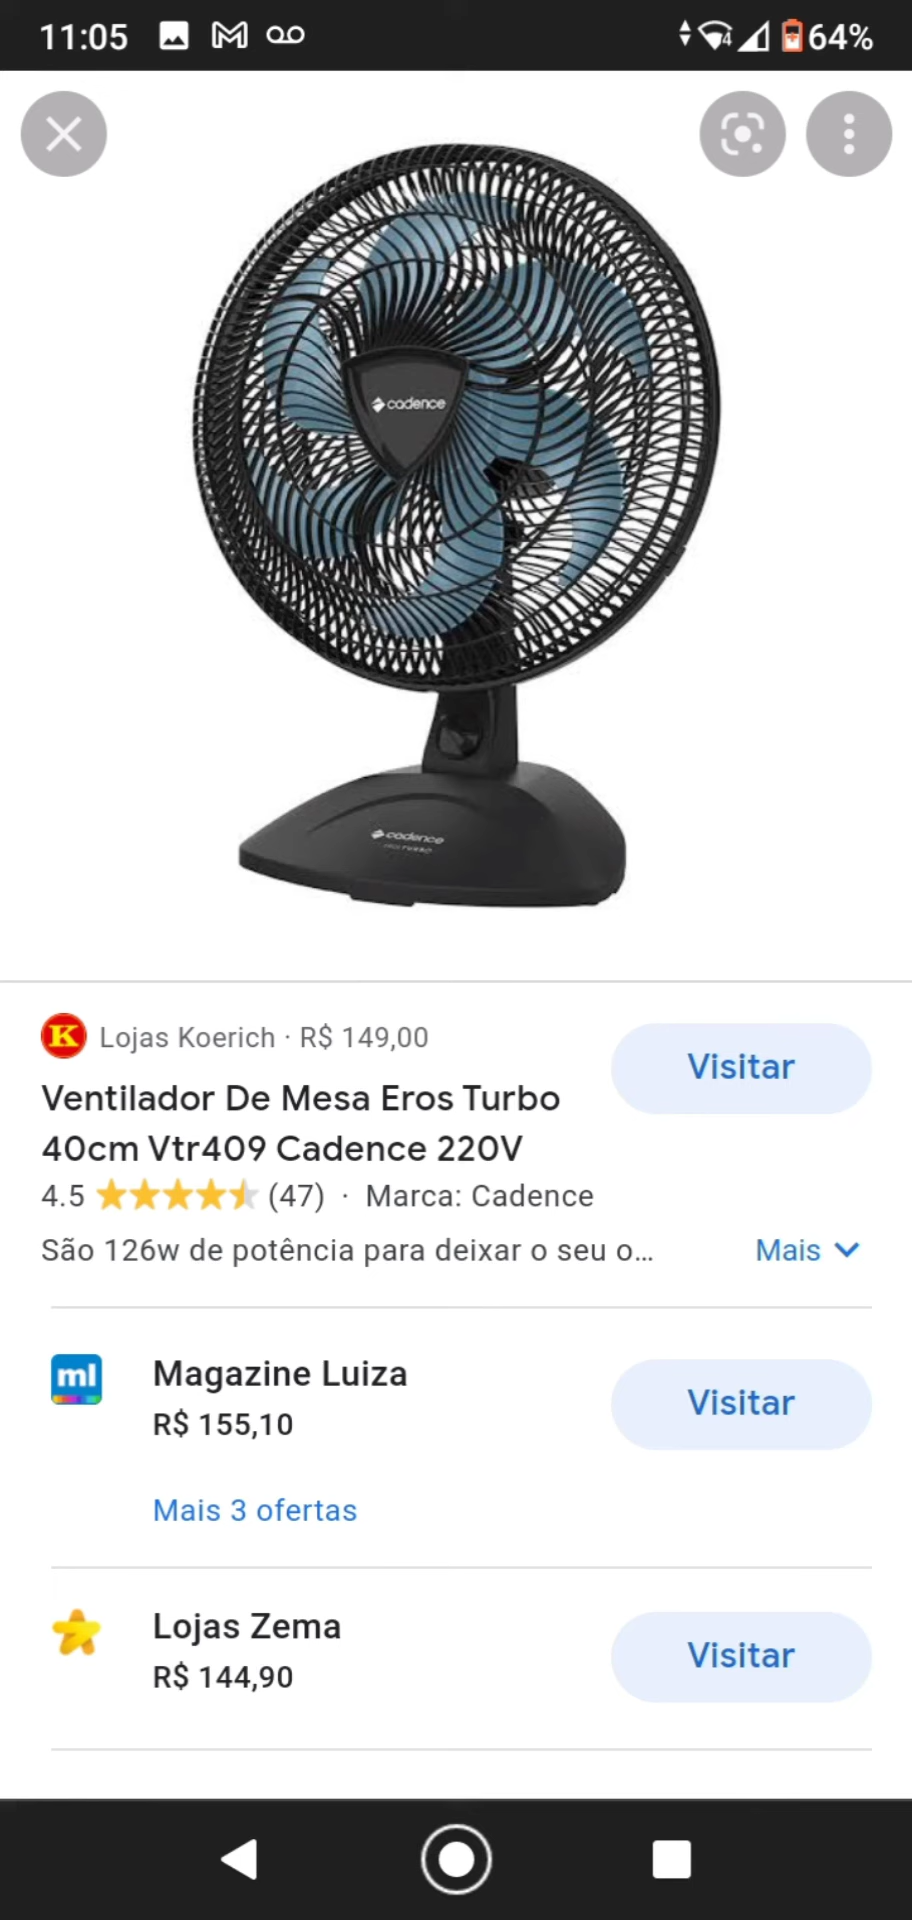 11:05
4 64%
cadence
cadence
Lojas Koerich · R$ 149,00
Visitar
Ventilador De Mesa Eros Turbo
40cm Vtr409 Cadence 220V
4.5 (47) · Marca: Cadence
São 126w de potência para deixar o seu o...
Mais
ml
Magazine Luiza
R$ 155,10
Visitar
Mais 3 ofertas
Lojas Zema
R$ 144,90
Visitar